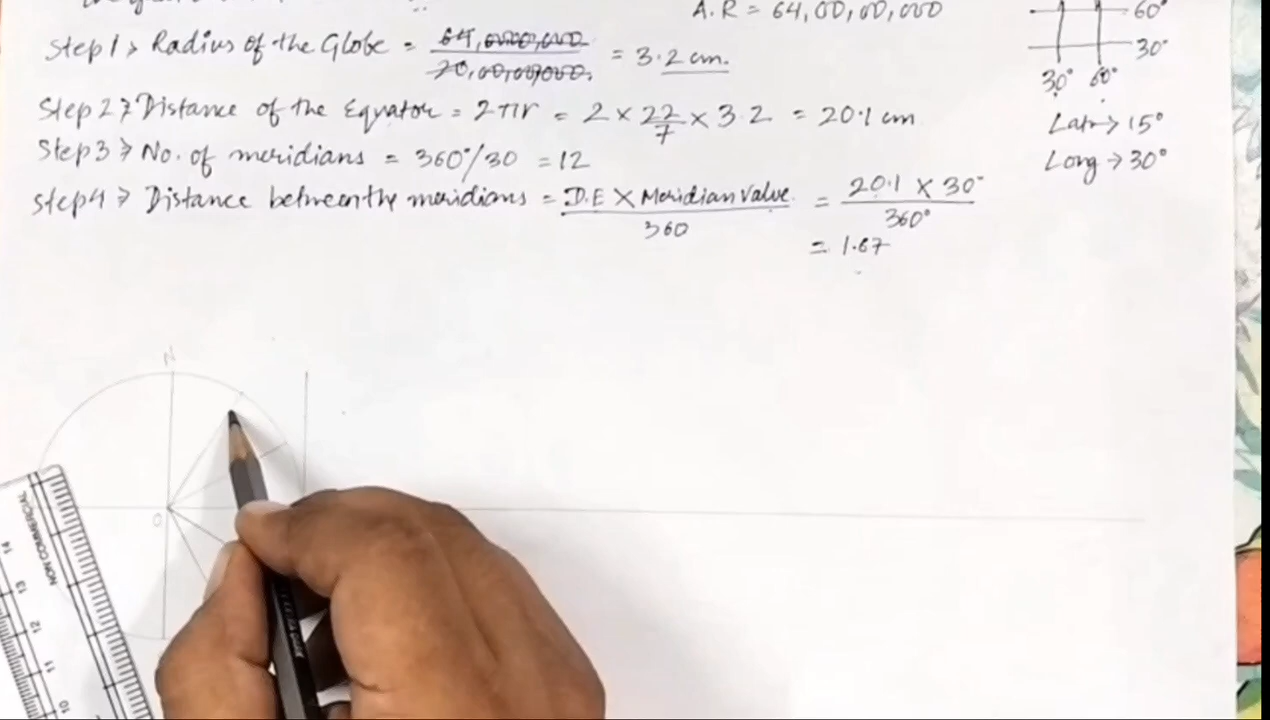 A.R = 64,00,00,000
Step 1 > Radius of the Globe = 64,0000,000 / 20,00,00,000. = 3.2 cm.
Step 2 > Distance of the Equator = 2πr = 2 × 22/7 × 3.2 = 20.1 cm
Step 3 > No. of meridians = 360°/30 = 12
Step 4 > Distance between the meridians = D.E × Meridian Value / 360 = 20.1 × 30° / 360°
= 1.67
60°
30°
30° 60°
Lat → 15°
Long → 30°
N
O
NON COMMERCIAL
14
13
12
11
10